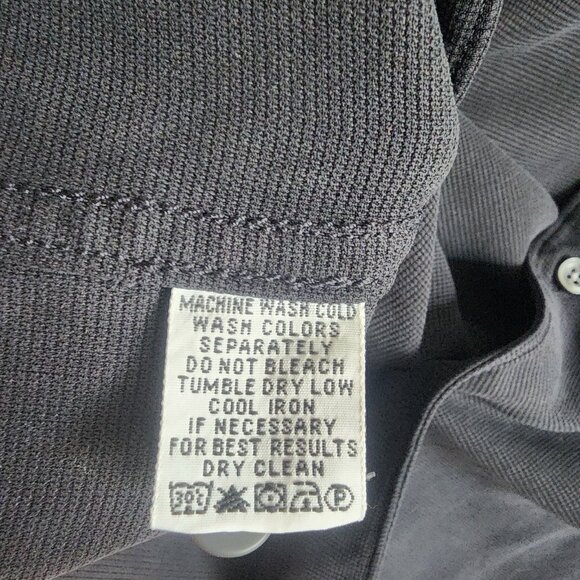 MACHINE WASH COLD
WASH COLORS
SEPARATELY
DO NOT BLEACH
TUMBLE DRY LOW
COOL IRON
IF NECESSARY
FOR BEST RESULTS
DRY CLEAN
30℃ P